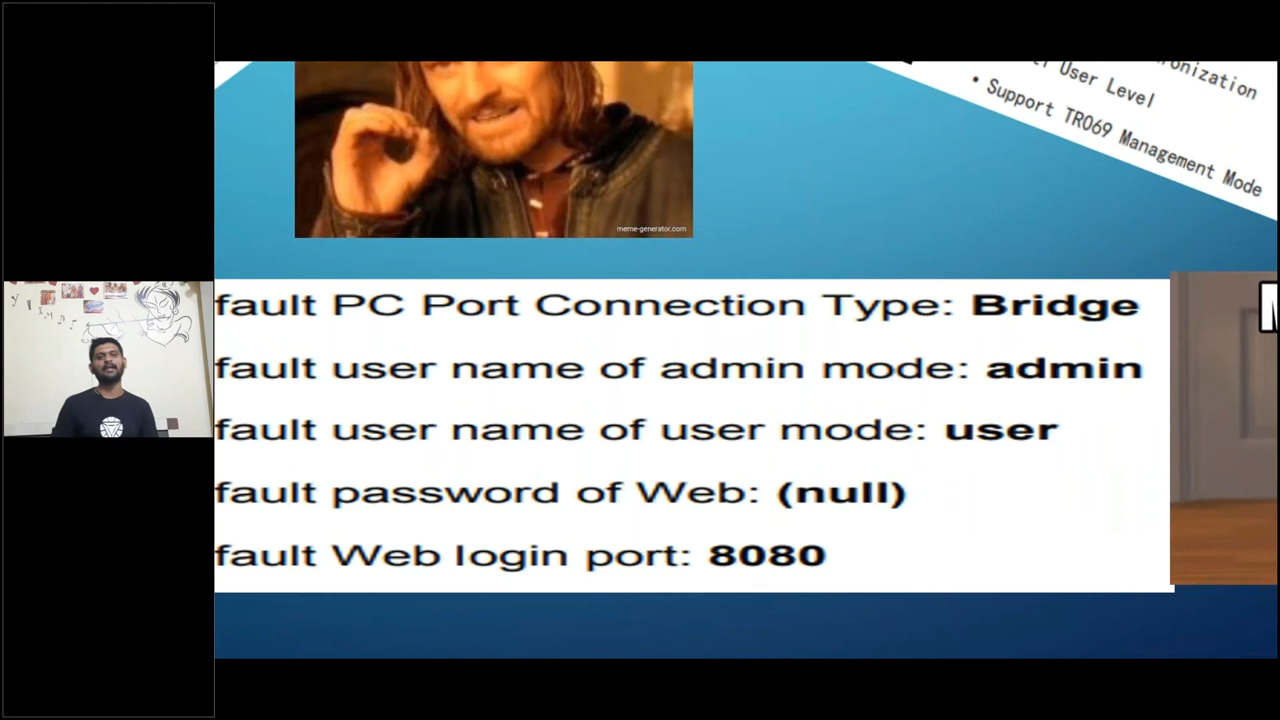 onization
User Level
• Support TR069 Management Mode
meme-generator.com
fault PC Port Connection Type: Bridge
fault user name of admin mode: admin
fault user name of user mode: user
fault password of Web: (null)
fault Web login port: 8080